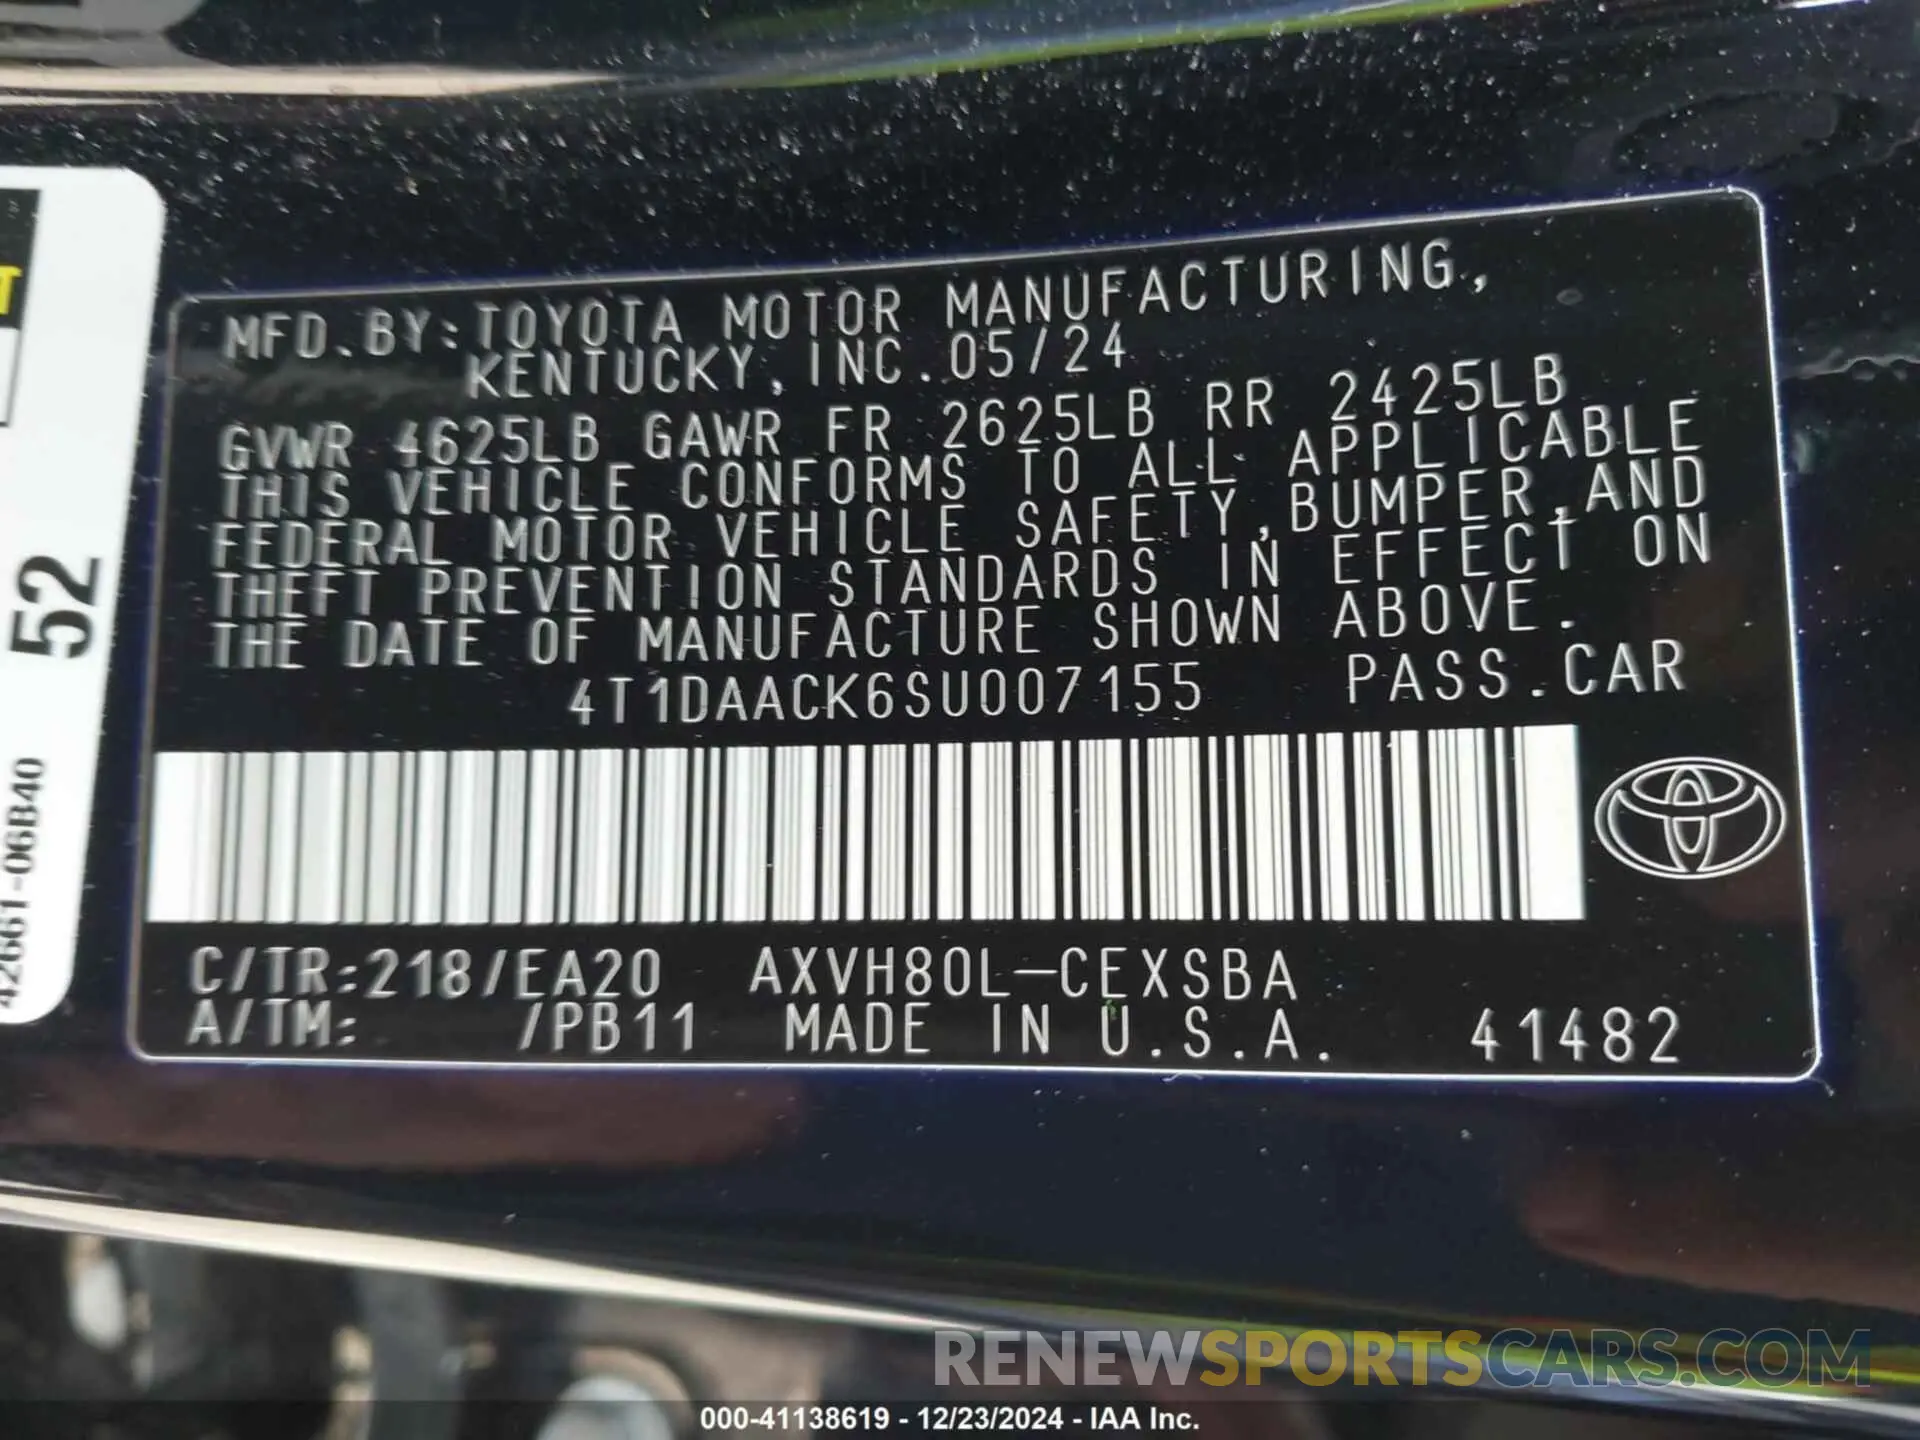 MFD. BY: TOYOTA MOTOR MANUFACTURING,
KENTUCKY, INC. 05/24
GVWR 4625LB GAWR FR 2625LB RR 2425LB
THIS VEHICLE CONFORMS TO ALL APPLICABLE
FEDERAL MOTOR VEHICLE SAFETY, BUMPER, AND
THEFT PREVENTION STANDARDS IN EFFECT ON
THE DATE OF MANUFACTURE SHOWN ABOVE.
4T1DAACK6SU007155 PASS. CAR
C/TR: 218/EA20 AXVH80L-CEXSBA
A/TM: /PB11 MADE IN U.S.A. 41482
52
42661-06B40
RENEWSPORTSCARS.COM
000-41138619 - 12/23/2024 - IAA Inc.